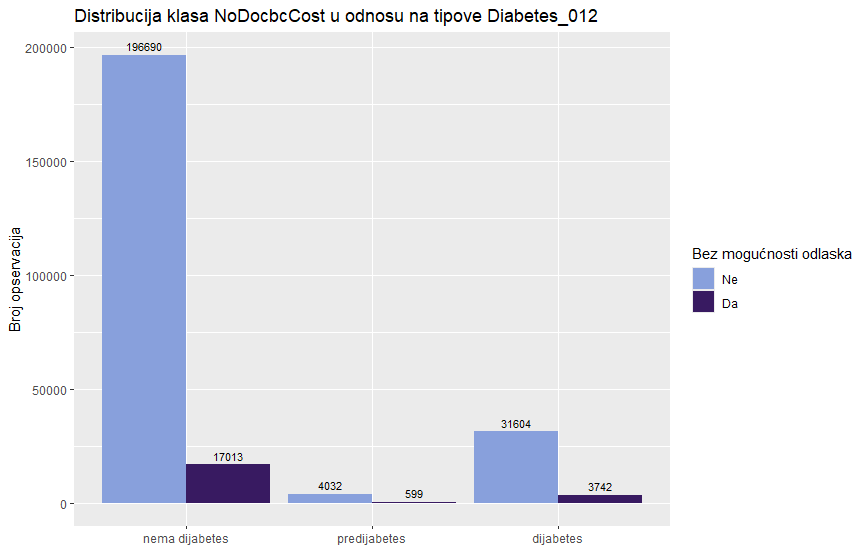 Distribucija klasa NoDocbcCost u odnosu na tipove Diabetes_012
Broj opservacija
200000
150000
100000
50000
0
196690
17013
4032
599
31604
3742
nema dijabetes
predijabetes
dijabetes
Bez mogućnosti odlaska
Ne
Da